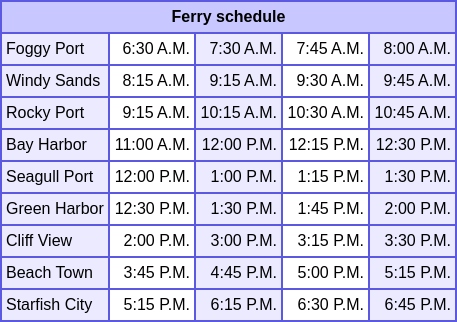 Ferry schedule
Foggy Port 6:30 A.M. 7:30 A.M. 7:45 A.M. 8:00 A.M.
Windy Sands 8:15 A.M. 9:15 A.M. 9:30 A.M. 9:45 A.M.
Rocky Port 9:15 A.M. 10:15 A.M. 10:30 A.M. 10:45 A.M.
Bay Harbor 11:00 A.M. 12:00 P.M. 12:15 P.M. 12:30 P.M.
Seagull Port 12:00 P.M. 1:00 P.M. 1:15 P.M. 1:30 P.M.
Green Harbor 12:30 P.M. 1:30 P.M. 1:45 P.M. 2:00 P.M.
Cliff View 2:00 P.M. 3:00 P.M. 3:15 P.M. 3:30 P.M.
Beach Town 3:45 P.M. 4:45 P.M. 5:00 P.M. 5:15 P.M.
Starfish City 5:15 P.M. 6:15 P.M. 6:30 P.M. 6:45 P.M.